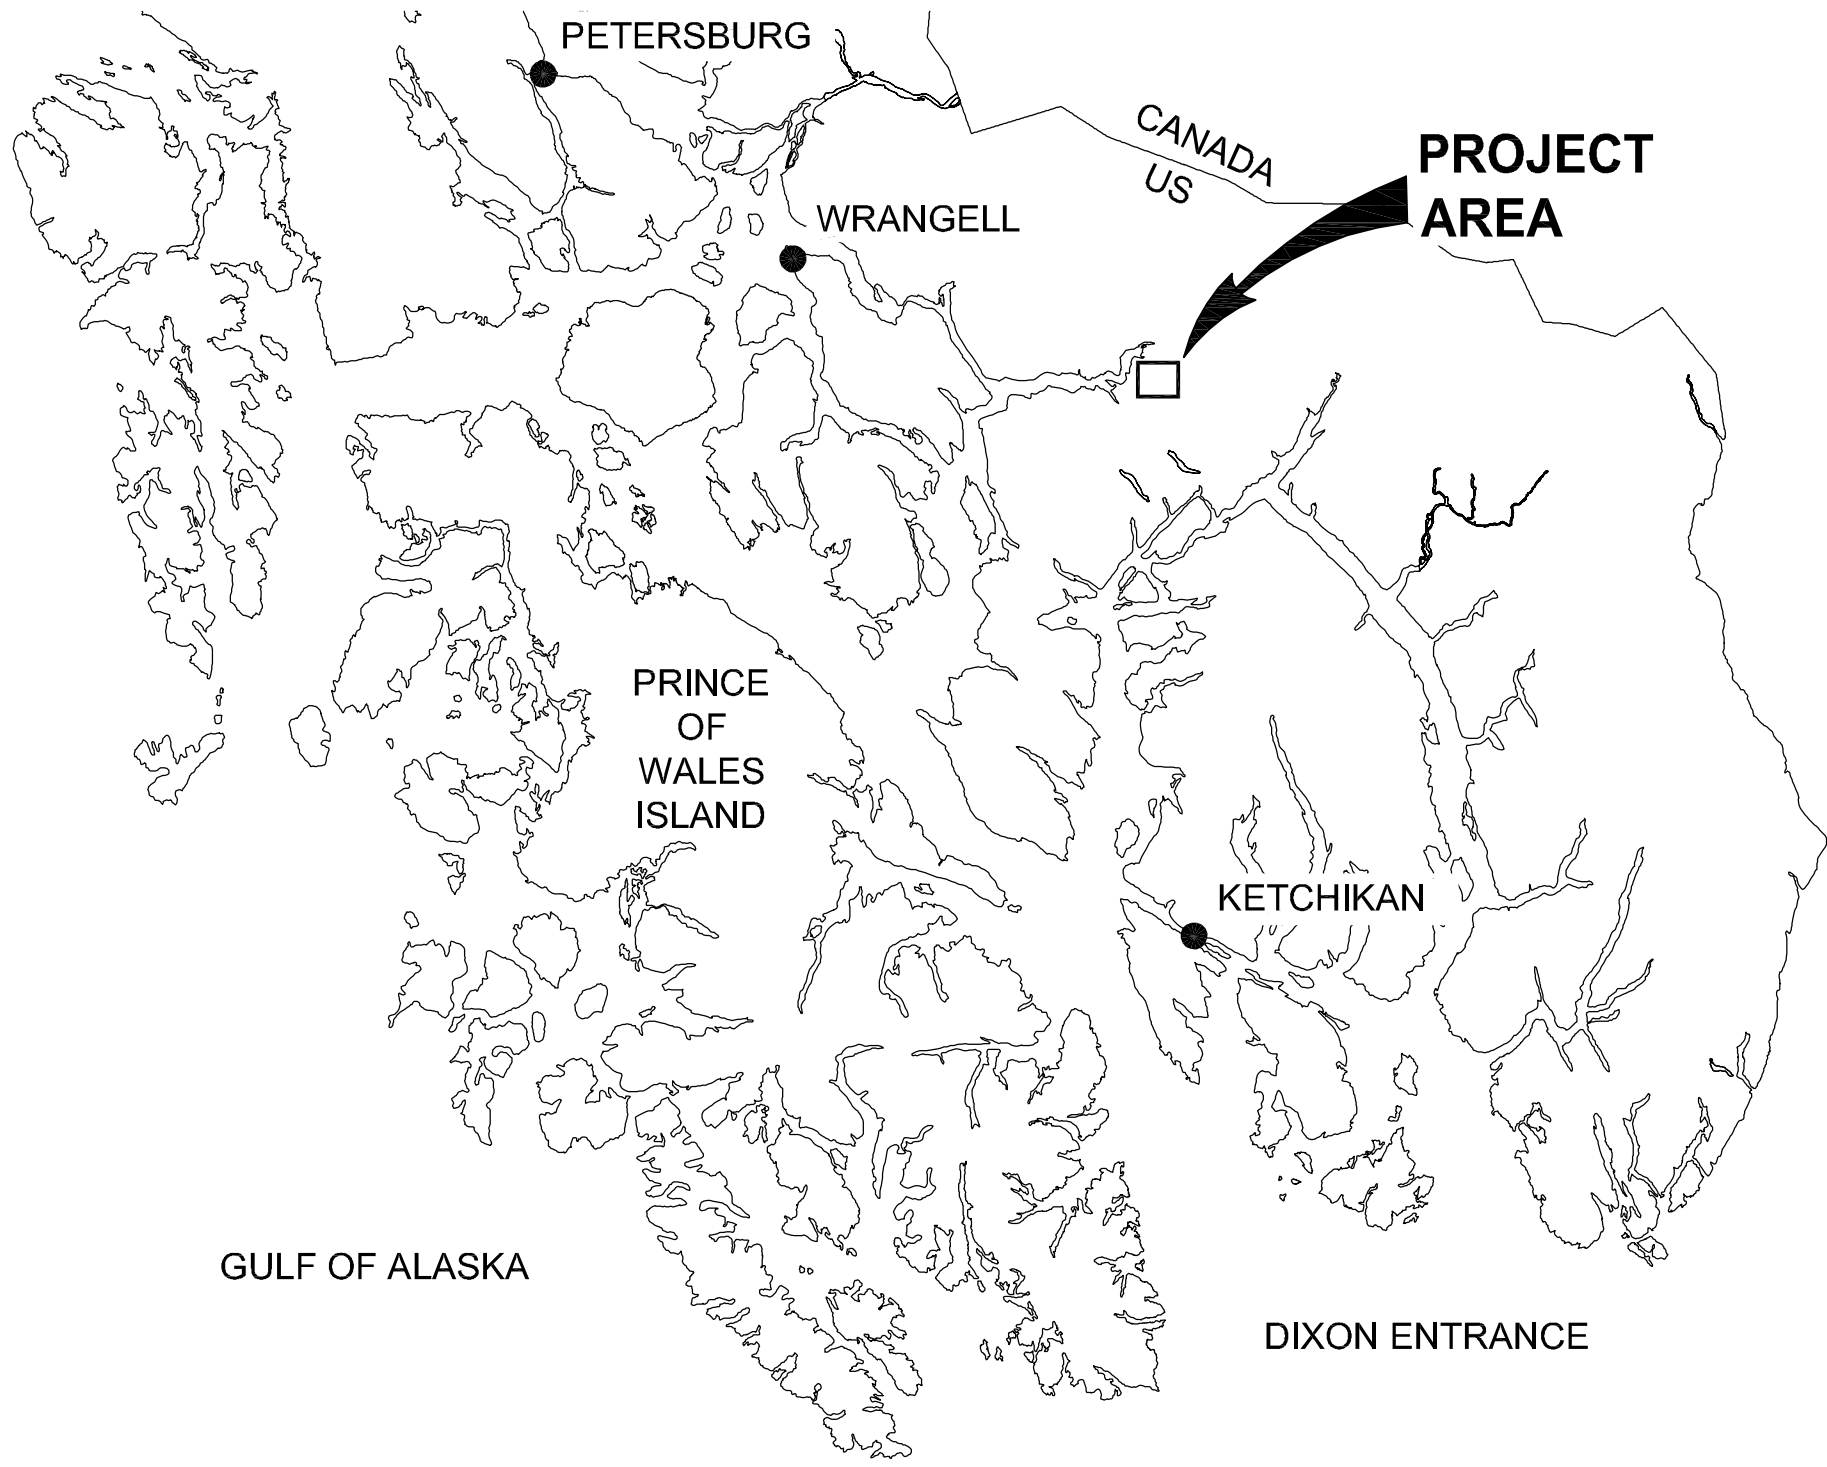 PETERSBURG
CANADA
US
PROJECT
AREA
WRANGELL
PRINCE
OF
WALES
ISLAND
KETCHIKAN
GULF OF ALASKA
DIXON ENTRANCE